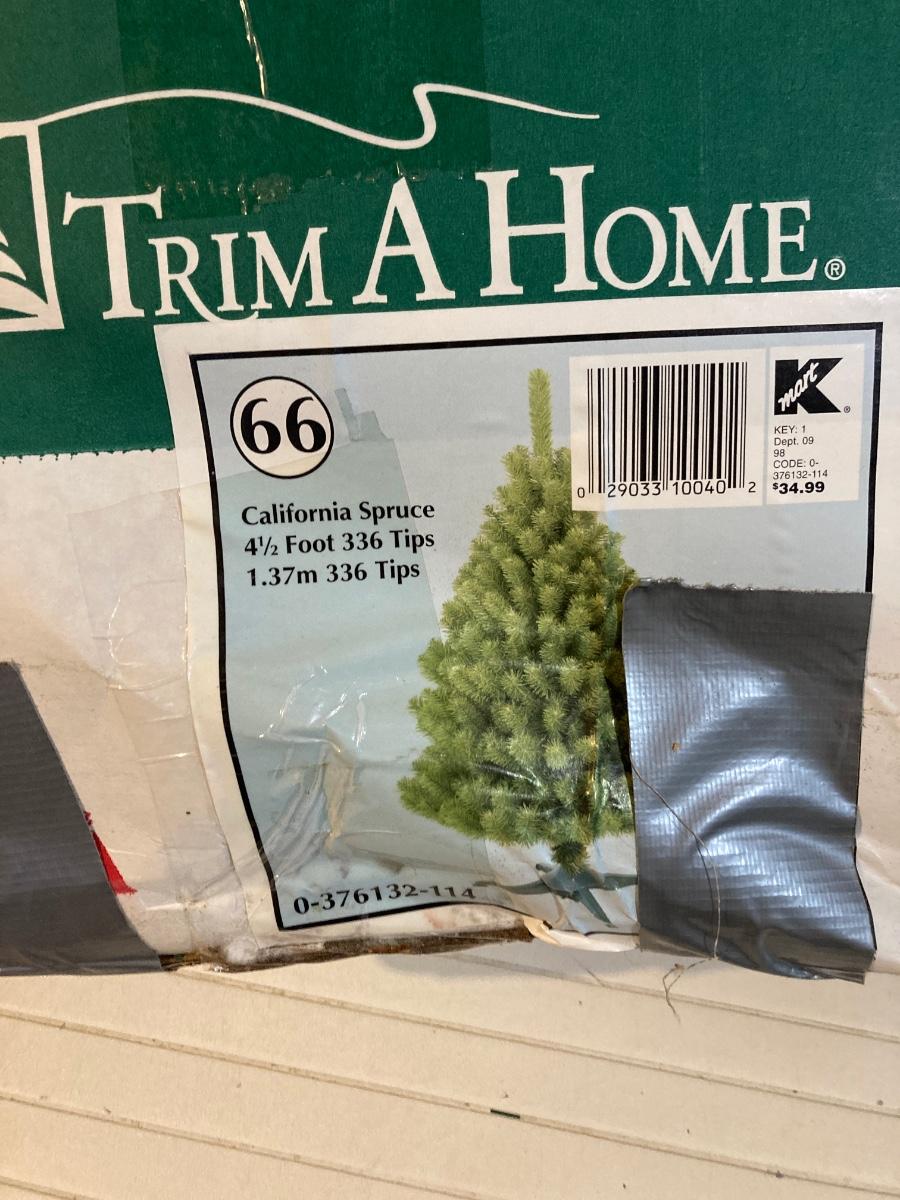 TRIM A HOME®
66
California Spruce
4½ Foot 336 Tips
1.37m 336 Tips
0 29033 10040 2
Kmart®
KEY: 1
Dept. 09
98
CODE: 0-
376132-114
$34.99
0-376132-114